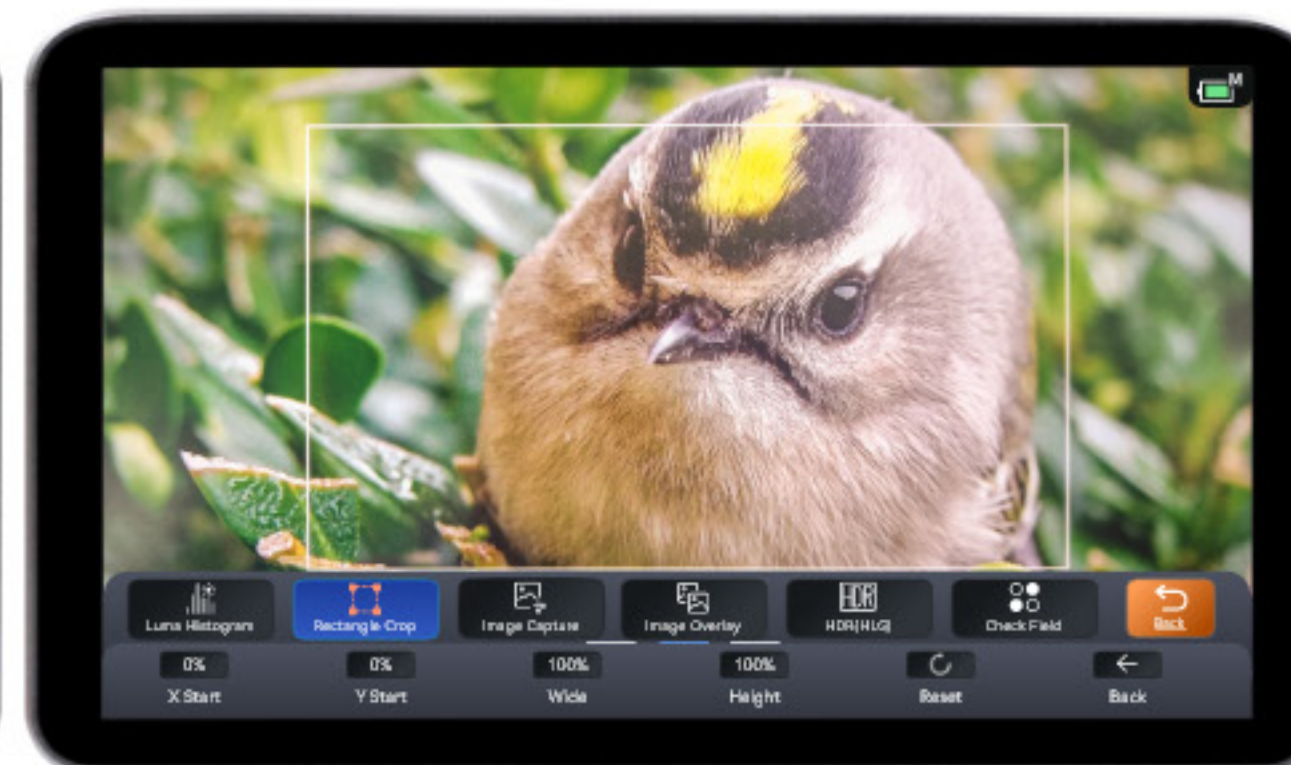 M
HDR
Luma Histogram Rectangle Crop Image Capture Image Overlay HDR(HLG) Check Field Back
0% 0% 100% 100%
X Start Y Start Wide Height Reset Back